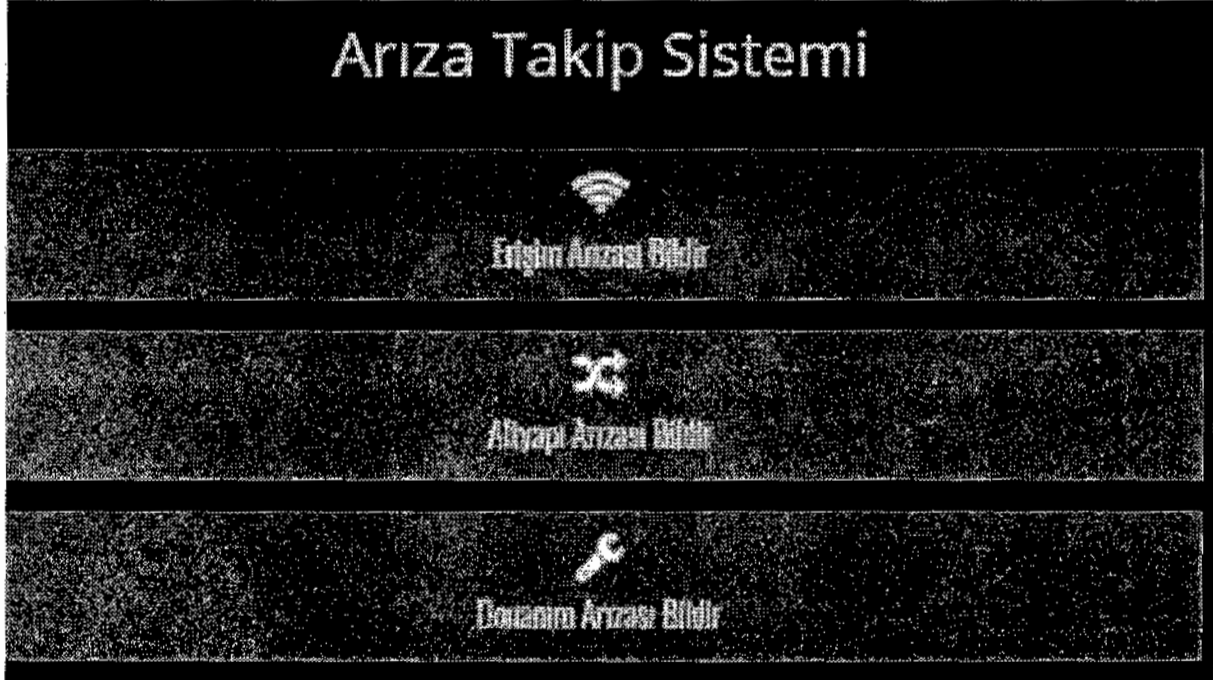 Arıza Takip Sistemi
Erişim Arızası Bildir
Altyapı Arızası Bildir
Donanım Arızası Bildir